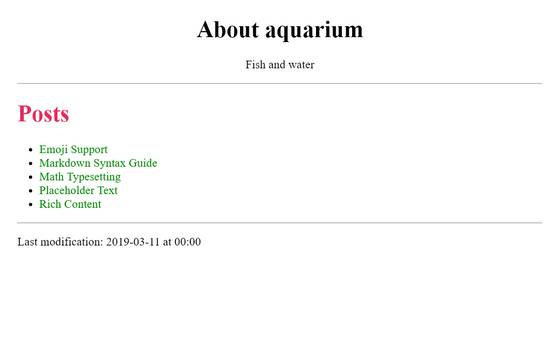 About aquarium
Fish and water
Posts
Emoji Support
Markdown Syntax Guide
Math Typesetting
Placeholder Text
Rich Content
Last modification: 2019-03-11 at 00:00